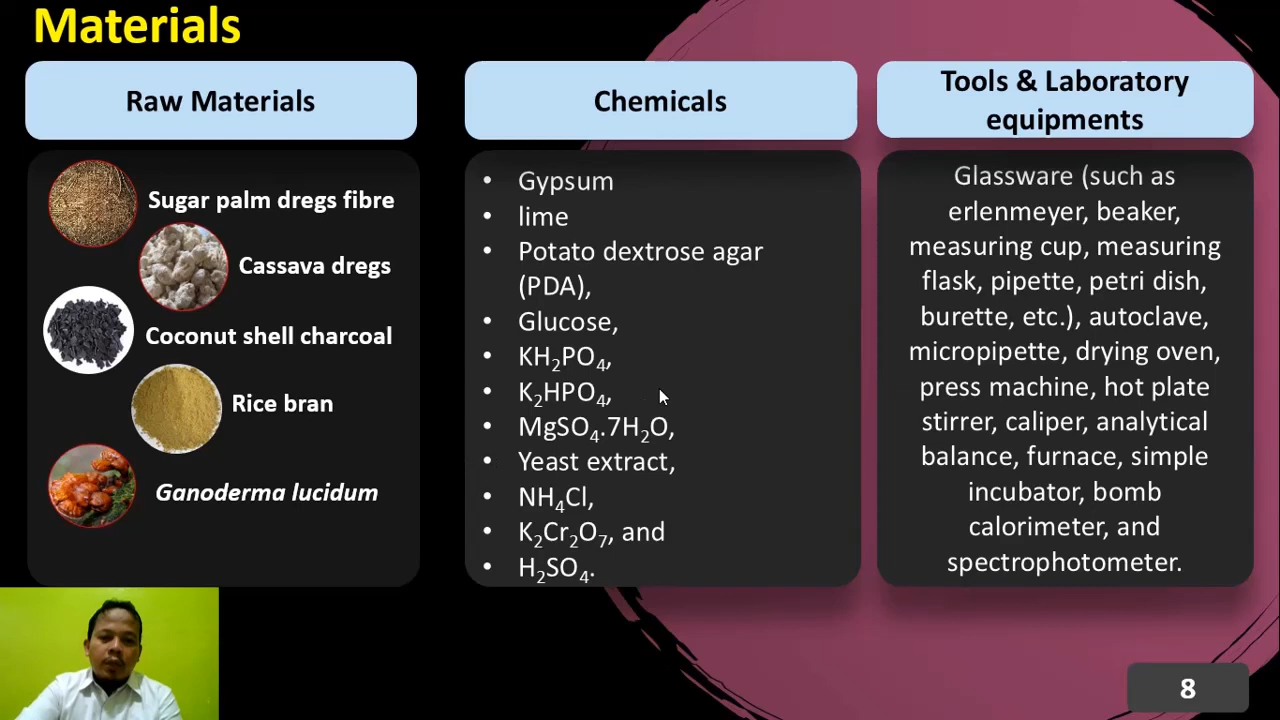 Materials
Raw Materials
Sugar palm dregs fibre
Cassava dregs
Coconut shell charcoal
Rice bran
Ganoderma lucidum
Chemicals
• Gypsum
• lime
• Potato dextrose agar
(PDA),
• Glucose,
• KH₂PO₄,
• K₂HPO₄,
• MgSO₄.7H₂O,
• Yeast extract,
• NH₄Cl,
• K₂Cr₂O₇, and
• H₂SO₄.
Tools & Laboratory
equipments
Glassware (such as
erlenmeyer, beaker,
measuring cup, measuring
flask, pipette, petri dish,
burette, etc.), autoclave,
micropipette, drying oven,
press machine, hot plate
stirrer, caliper, analytical
balance, furnace, simple
incubator, bomb
calorimeter, and
spectrophotometer.
8